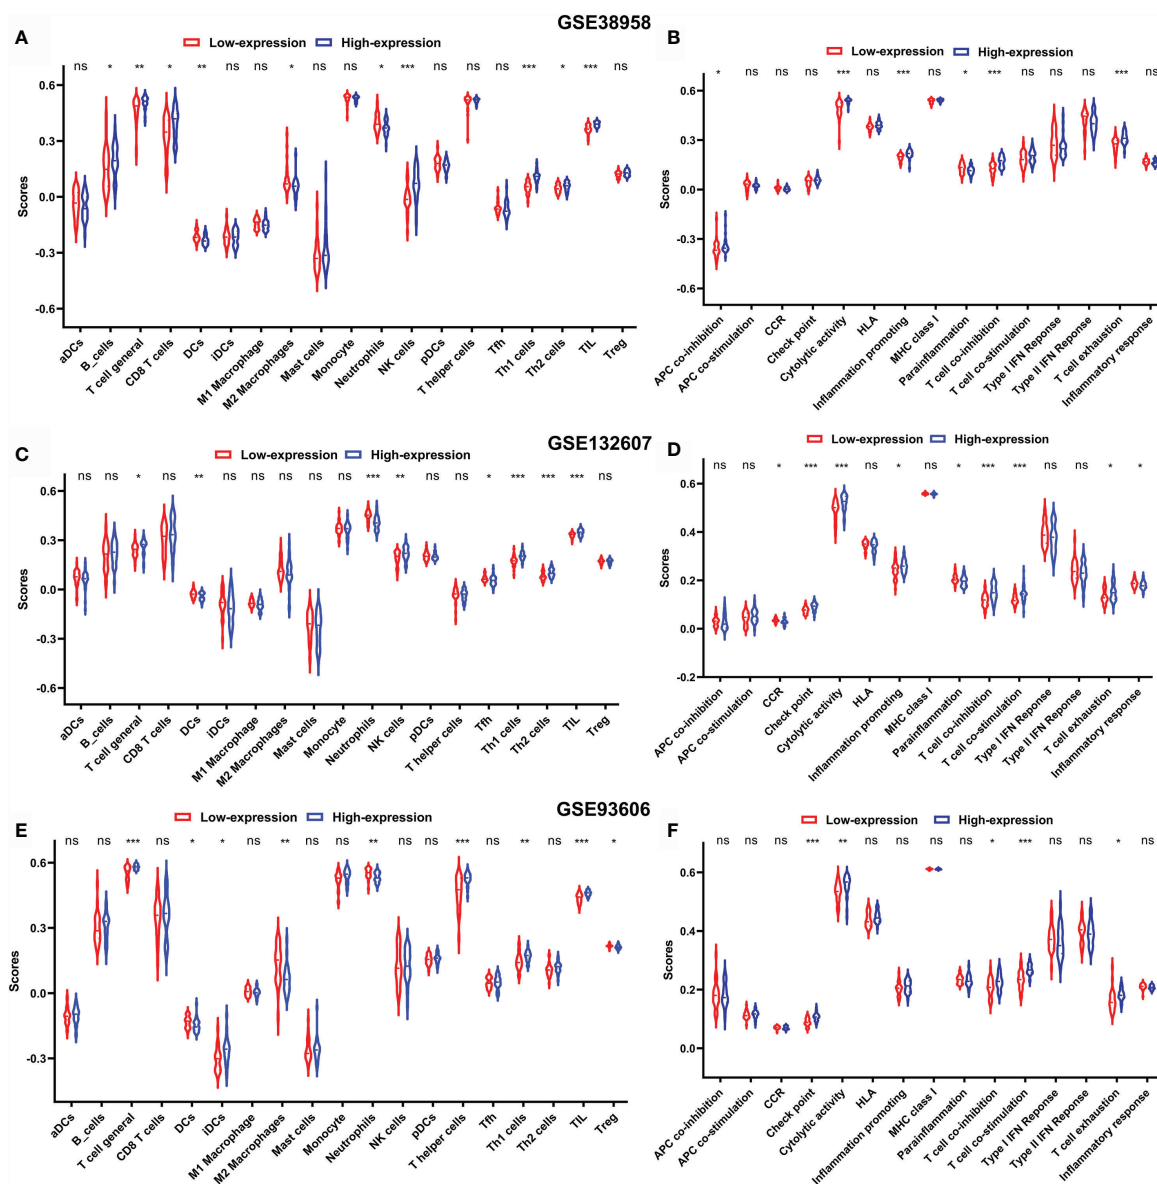 GSE38958
A
Low-expression High-expression
ns * ** * ** ns ns * ns ns * *** ns ns ns *** * *** ns
Scores
0.6
0.3
0.0
-0.3
-0.6
aDCs
B_cells
T cell general
CD8 T cells
DCs
iDCs
M1 Macrophage
M2 Macrophages
Mast cells
Monocyte
Neutrophils
NK cells
pDCs
T helper cells
Tfh
Th1 cells
Th2 cells
TIL
Treg
B
Low-expression High-expression
* ns ns ns *** ns *** ns * *** ns ns ns *** ns
Scores
0.6
0.3
0.0
-0.3
-0.6
APC co-inhibition
APC co-stimulation
CCR
Check point
Cytolytic activity
HLA
Inflammation promoting
MHC class I
Parainflammation
T cell co-inhibition
T cell co-stimulation
Type I IFN Reponse
Type II IFN Reponse
T cell exhaustion
Inflammatory response
GSE132607
C
Low-expression High-expression
ns ns * ns ** ns ns ns ns ns *** ** ns ns * *** *** *** ns
Scores
0.6
0.3
0.0
-0.3
-0.6
aDCs
B_cells
T cell general
CD8 T cells
DCs
iDCs
M1 Macrophage
M2 Macrophages
Mast cells
Monocyte
Neutrophils
NK cells
pDCs
T helper cells
Tfh
Th1 cells
Th2 cells
TIL
Treg
D
Low-expression High-expression
ns ns * *** *** ns * ns * *** *** ns ns * *
Scores
0.6
0.4
0.2
0.0
-0.2
APC co-inhibition
APC co-stimulation
CCR
Check point
Cytolytic activity
HLA
Inflammation promoting
MHC class I
Parainflammation
T cell co-inhibition
T cell co-stimulation
Type I IFN Reponse
Type II IFN Reponse
T cell exhaustion
Inflammatory response
GSE93606
E
Low-expression High-expression
ns ns *** ns * * ns ** ns ns ** ns ns *** ns ** ns *** *
Scores
0.6
0.3
0.0
-0.3
aDCs
B_cells
T cell general
CD8 T cells
DCs
iDCs
M1 Macrophage
M2 Macrophages
Mast cells
Monocyte
Neutrophils
NK cells
pDCs
T helper cells
Tfh
Th1 cells
Th2 cells
TIL
Treg
F
Low-expression High-expression
ns ns ns *** ** ns ns ns ns * *** ns ns * ns
Scores
0.6
0.4
0.2
0.0
APC co-inhibition
APC co-stimulation
CCR
Check point
Cytolytic activity
HLA
Inflammation promoting
MHC class I
Parainflammation
T cell co-inhibition
T cell co-stimulation
Type I IFN Reponse
Type II IFN Reponse
T cell exhaustion
Inflammatory response